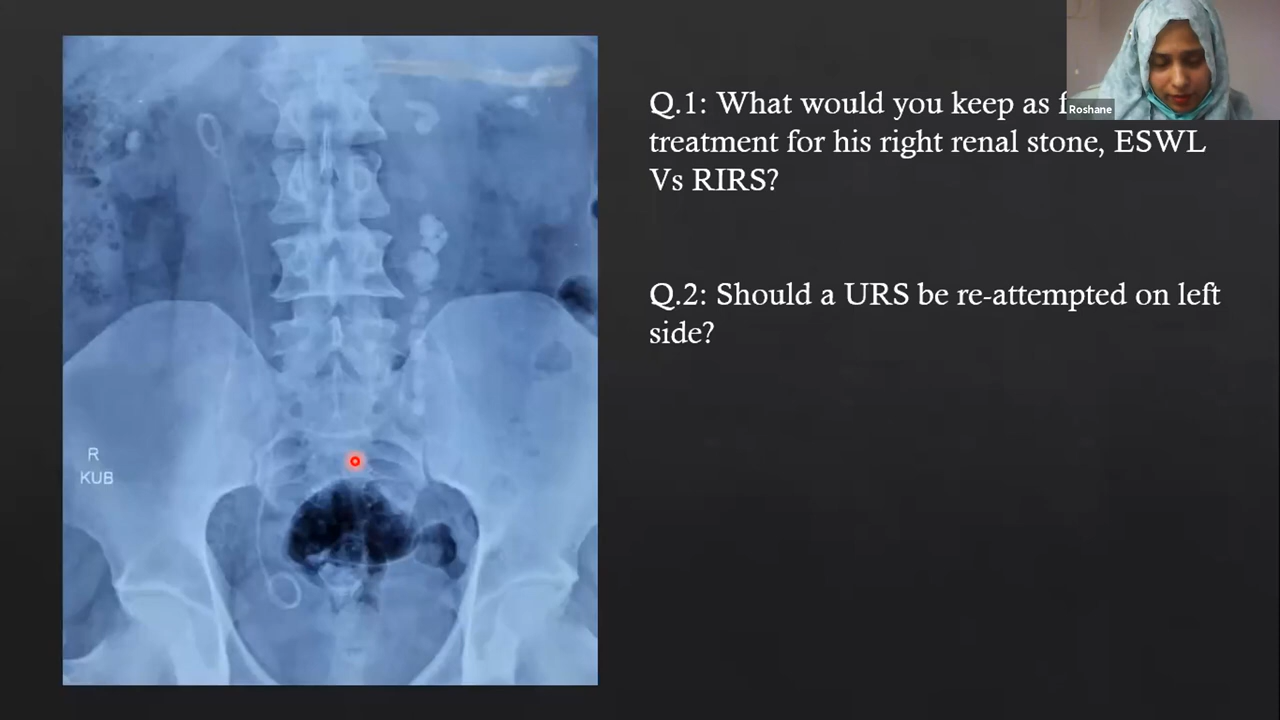 Q.1: What would you keep as
treatment for his right renal stone, ESWL
Vs RIRS?
Q.2: Should a URS be re-attempted on left
side?
Roshane
R
KUB